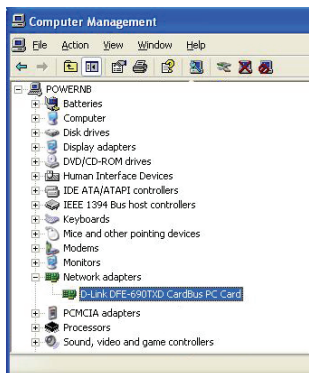 Computer Management
File Action View Window Help
POWERNB
Batteries
Computer
Disk drives
Display adapters
DVD/CD-ROM drives
Human Interface Devices
IDE ATA/ATAPI controllers
IEEE 1394 Bus host controllers
Keyboards
Mice and other pointing devices
Modems
Monitors
Network adapters
D-Link DFE-690TXD CardBus PC Card
PCMCIA adapters
Processors
Sound, video and game controllers